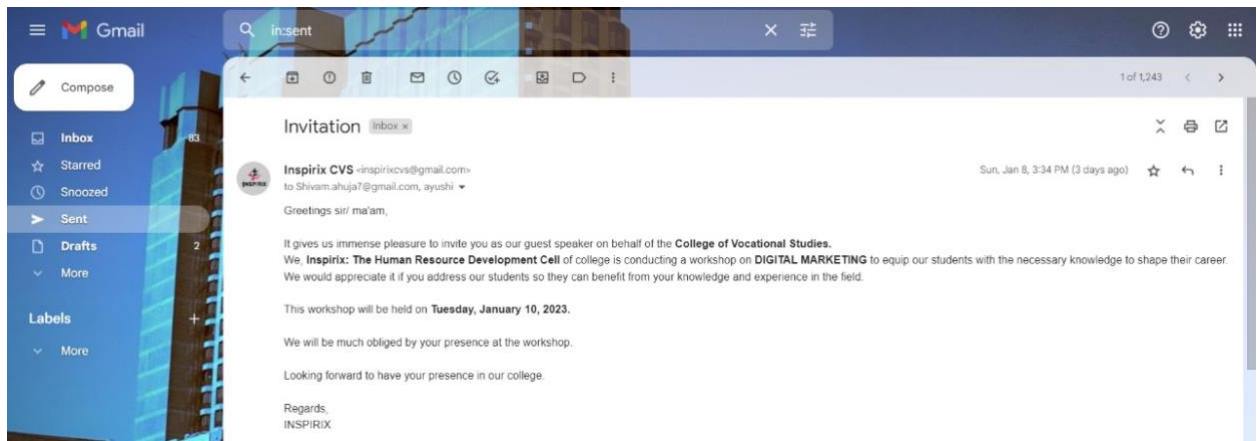 Gmail
in:sent
Compose
1 of 1,243
Inbox 83
Starred
Snoozed
Sent
Drafts 2
More
Labels
More
Invitation Inbox ×
Inspirix CVS <inspirixcvs@gmail.com>
Sun, Jan 8, 3:34 PM (3 days ago)
to Shivam.ahuja7@gmail.com, ayushi
INSPIRIX
Greetings sir/ ma'am,
It gives us immense pleasure to invite you as our guest speaker on behalf of the College of Vocational Studies.
We, Inspirix: The Human Resource Development Cell of college is conducting a workshop on DIGITAL MARKETING to equip our students with the necessary knowledge to shape their career.
We would appreciate it if you address our students so they can benefit from your knowledge and experience in the field.
This workshop will be held on Tuesday, January 10, 2023.
We will be much obliged by your presence at the workshop.
Looking forward to have your presence in our college.
Regards,
INSPIRIX